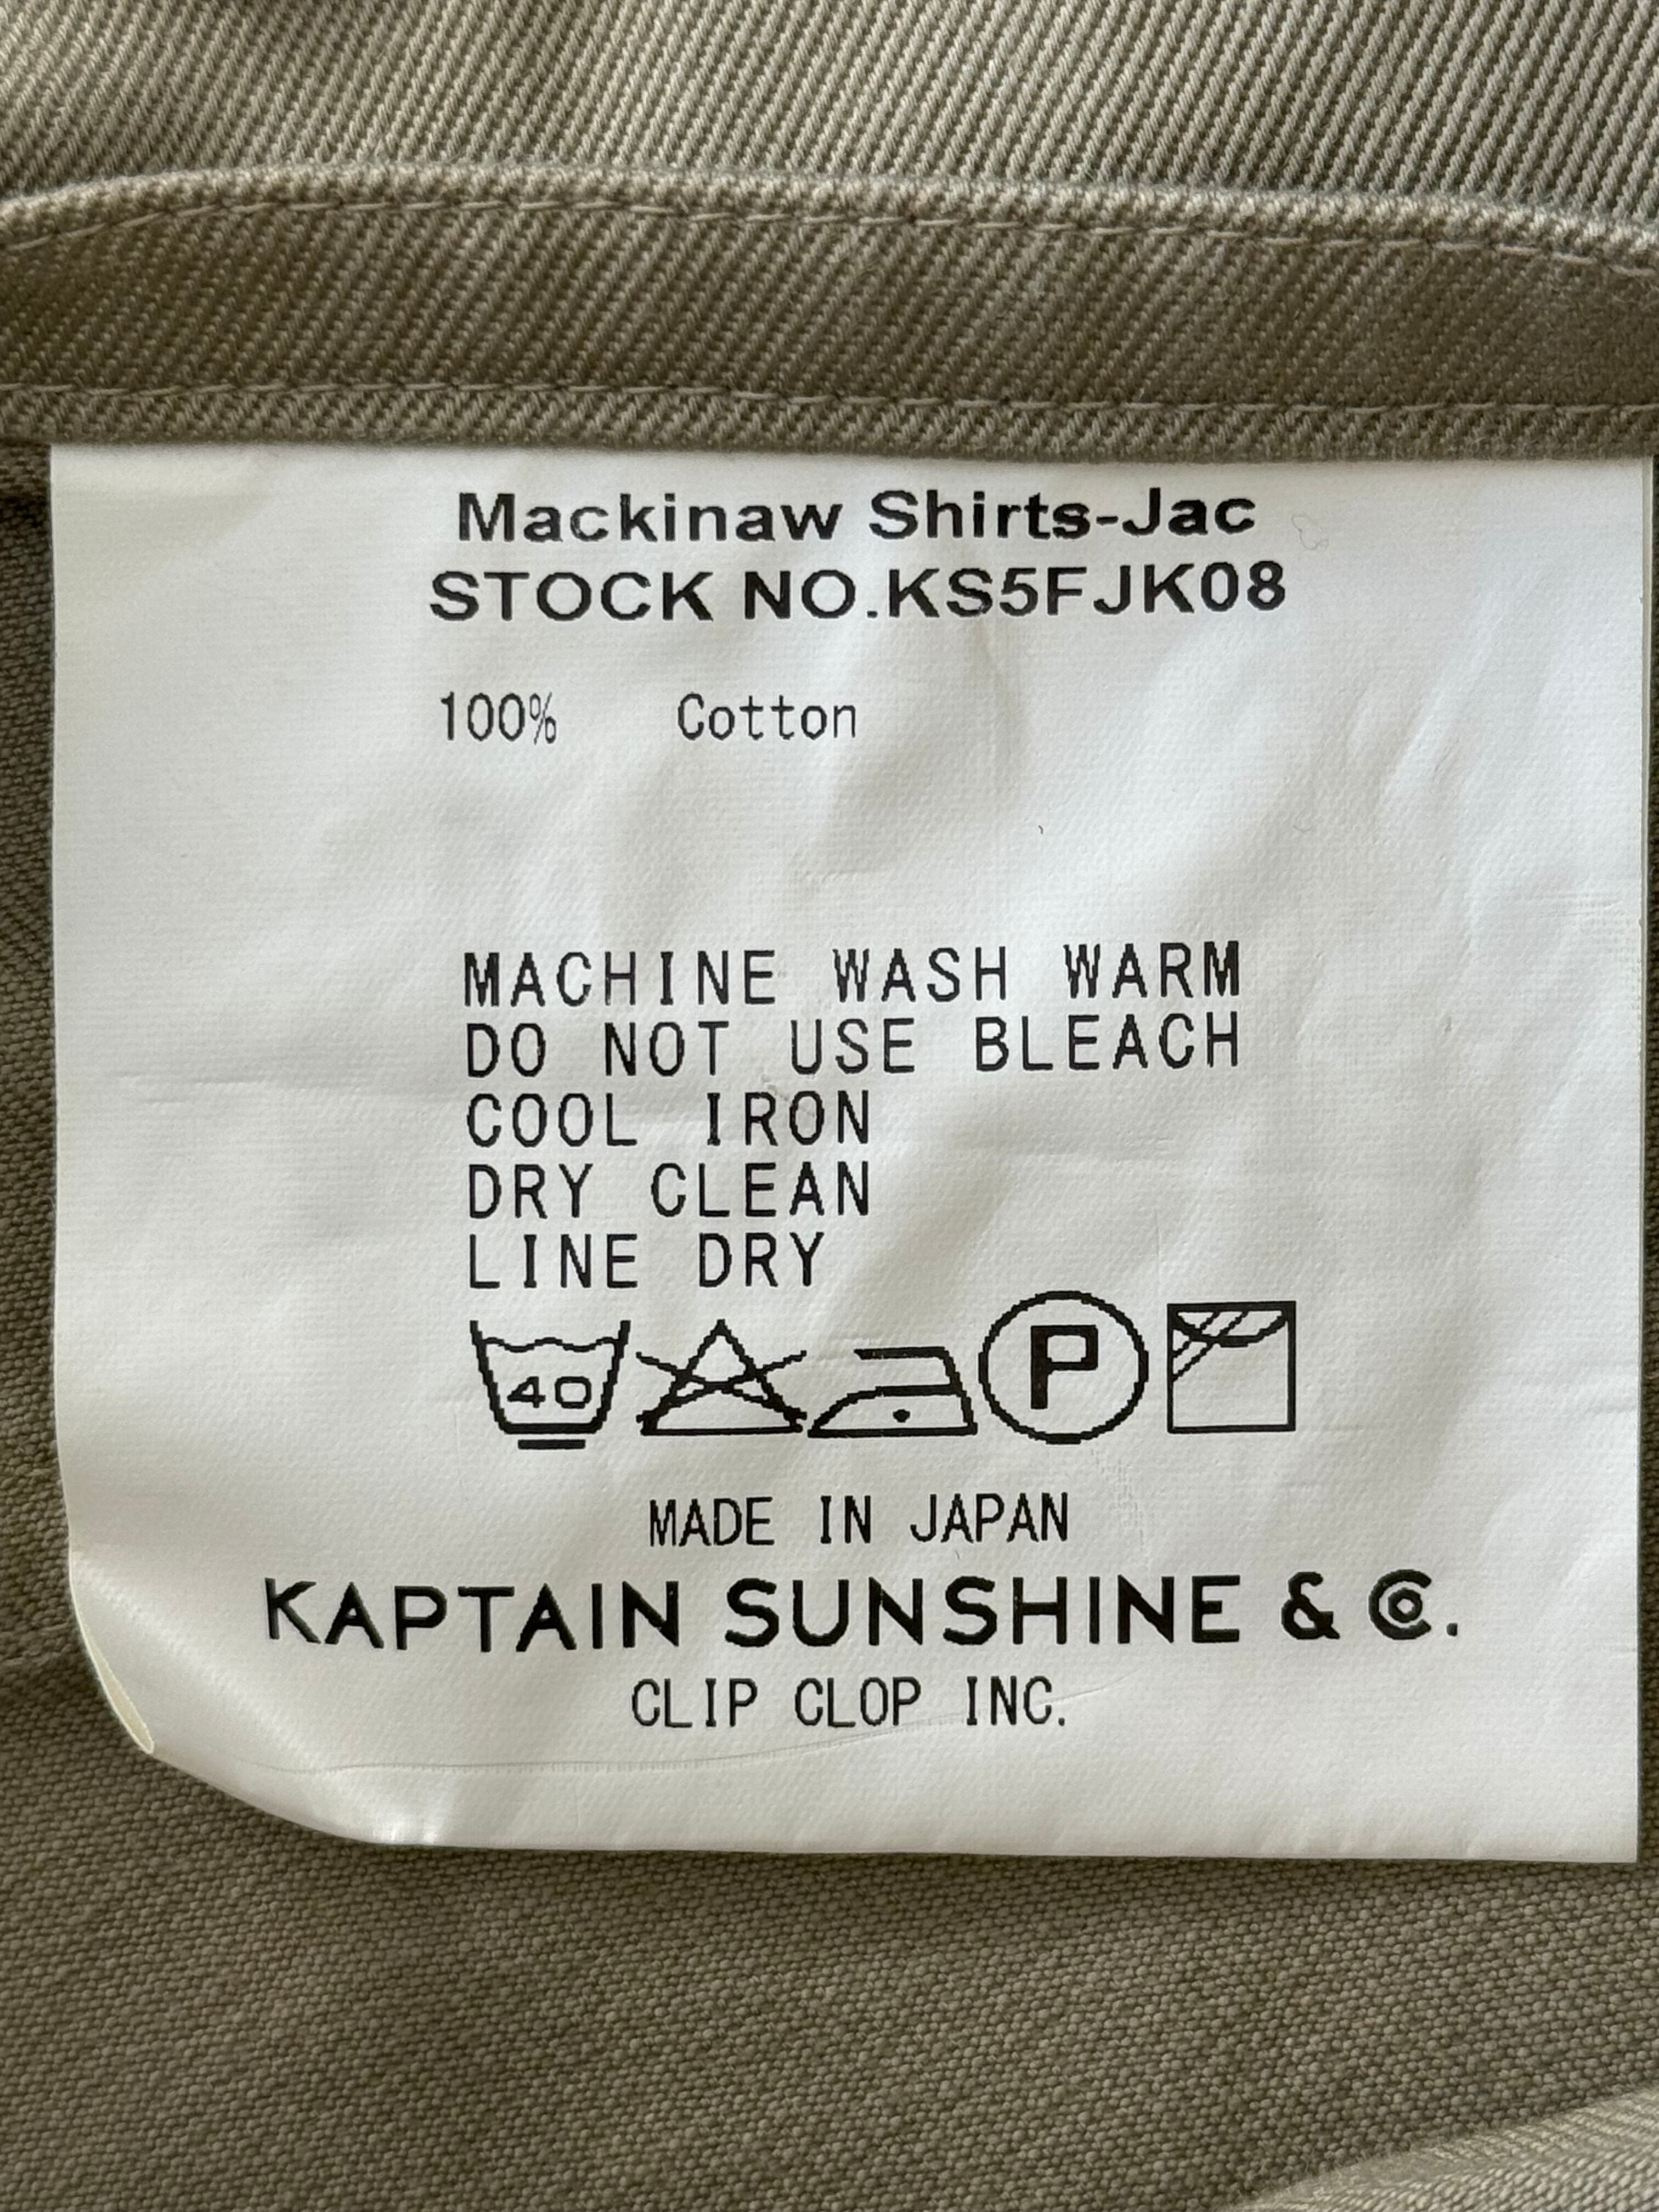 Mackinaw Shirts-Jac
STOCK NO.KS5FJK08
100% Cotton
MACHINE WASH WARM
DO NOT USE BLEACH
COOL IRON
DRY CLEAN
LINE DRY
40 P
MADE IN JAPAN
KAPTAIN SUNSHINE & Co.
CLIP CLOP INC.